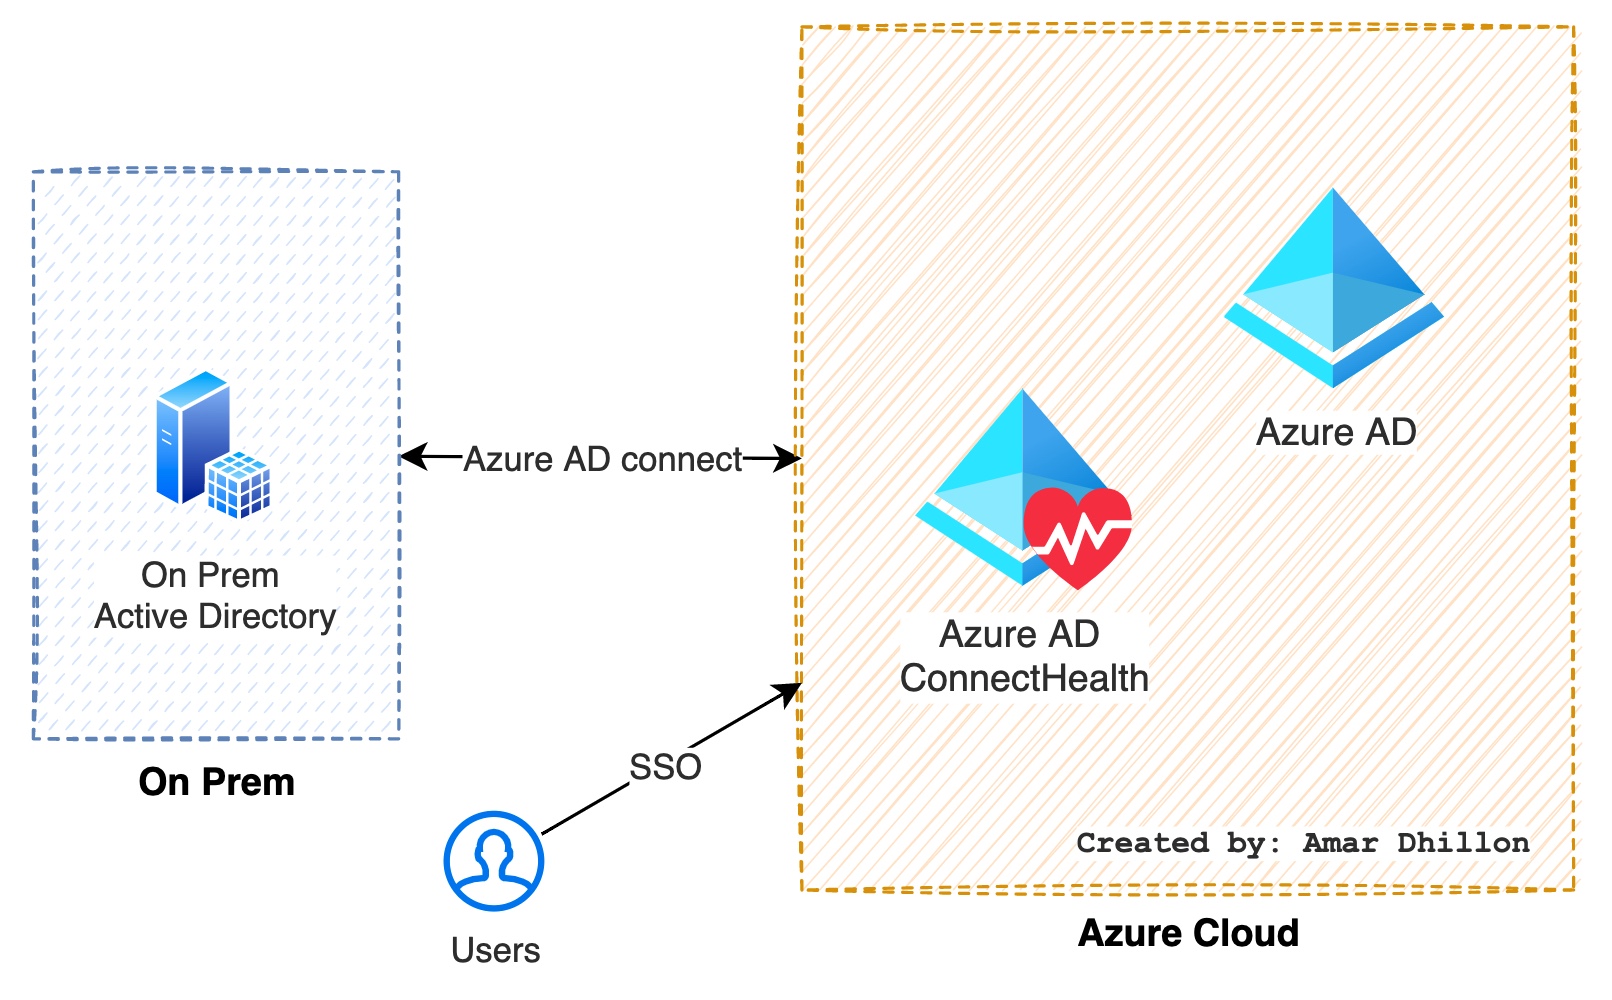 On Prem
Active Directory
On Prem
Azure AD connect
SSO
Users
Azure AD
Azure AD
ConnectHealth
Created by: Amar Dhillon
Azure Cloud